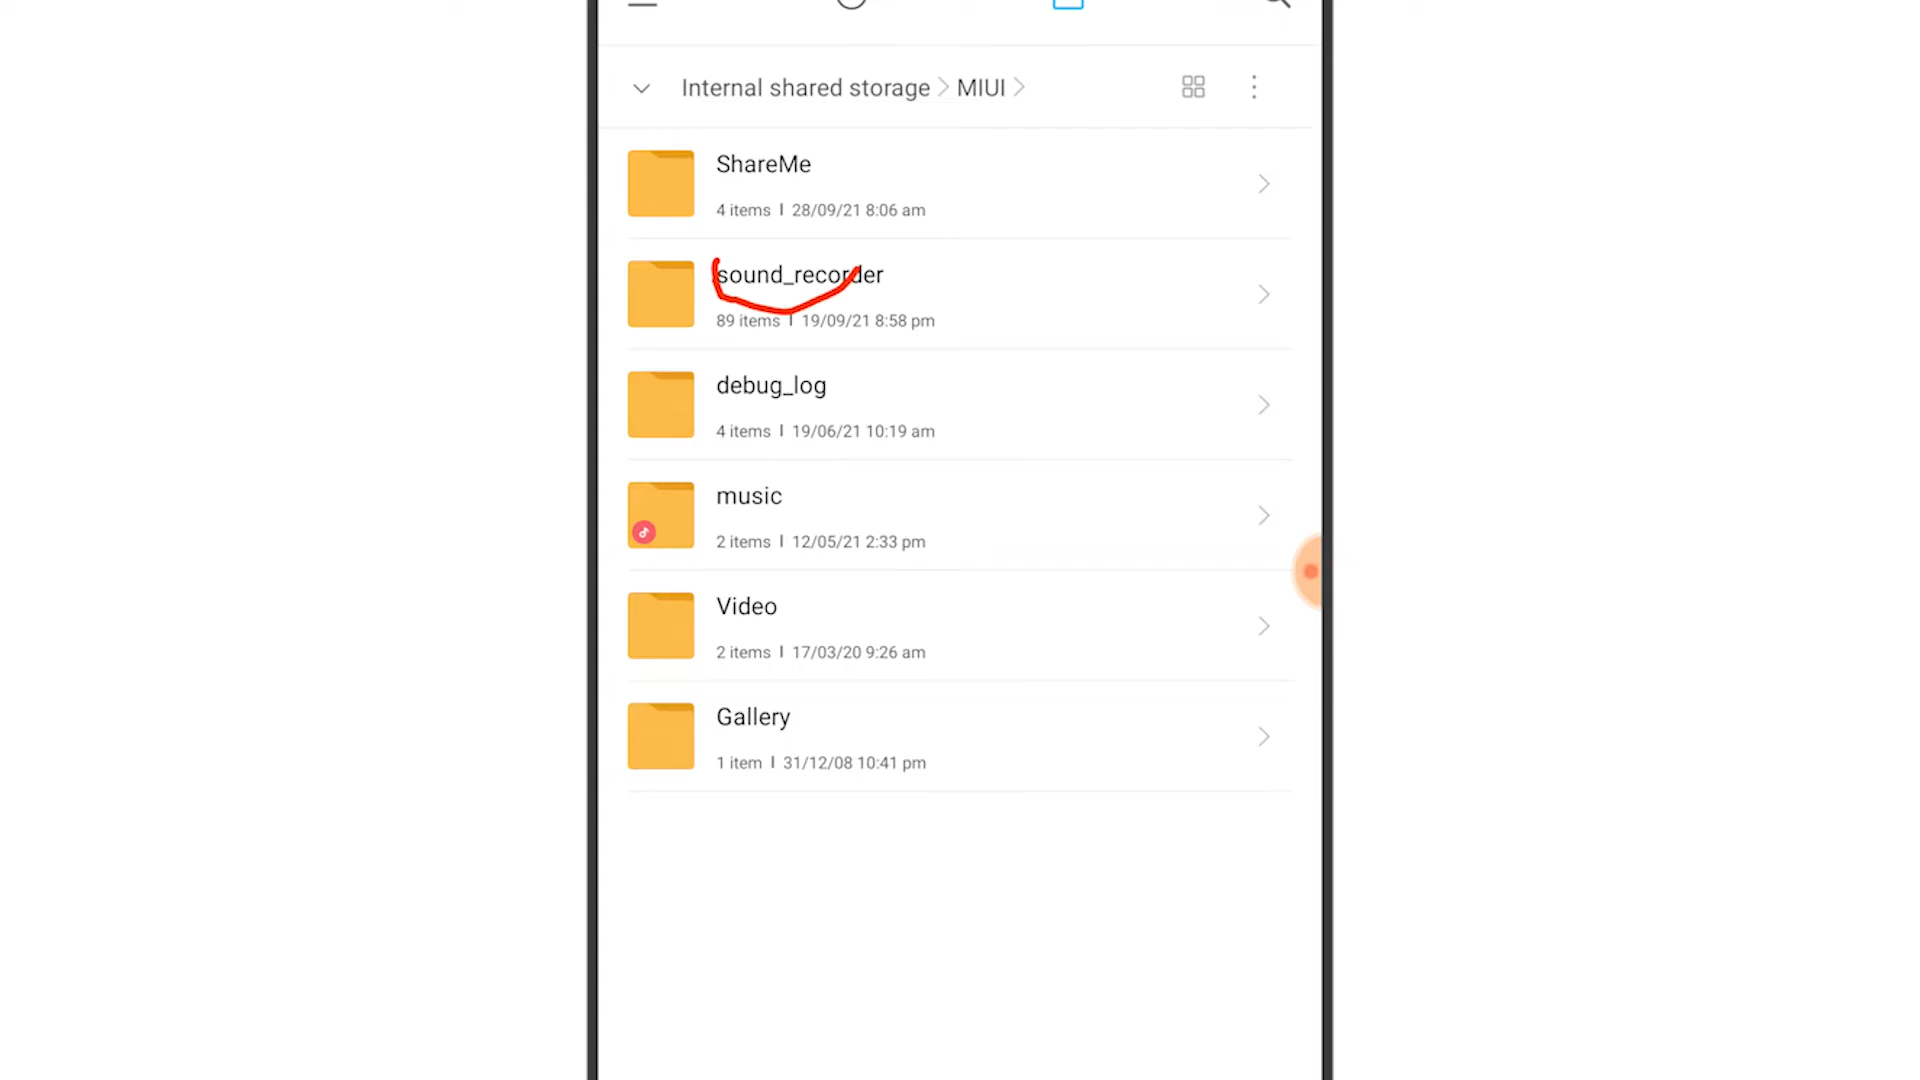 Internal shared storage > MIUI >
ShareMe
4 items | 28/09/21 8:06 am
sound_recorder
89 items | 19/09/21 8:58 pm
debug_log
4 items | 19/06/21 10:19 am
music
2 items | 12/05/21 2:33 pm
Video
2 items | 17/03/20 9:26 am
Gallery
1 item | 31/12/08 10:41 pm